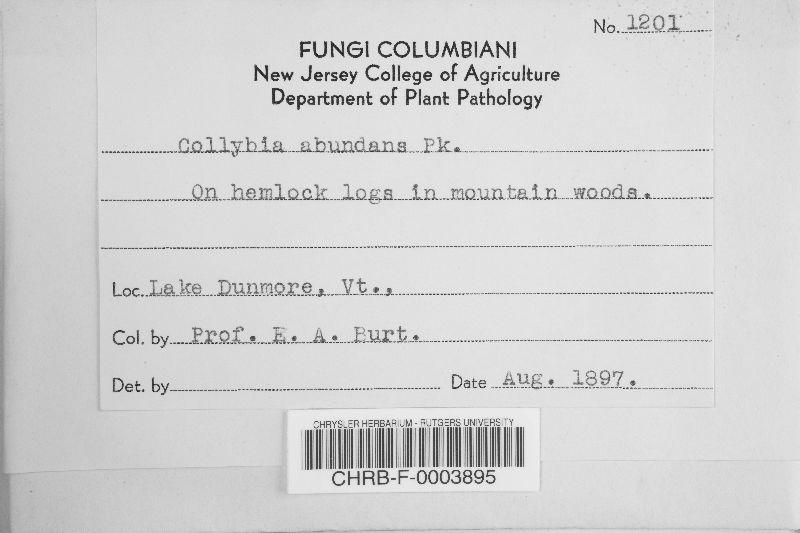 No. 1201
FUNGI COLUMBIANI
New Jersey College of Agriculture
Department of Plant Pathology
Collybia abundans Pk.
On hemlock logs in mountain woods.
Loc. Lake Dunmore, Vt.,
Col. by Prof. E. A. Burt.
Det. by Date Aug. 1897.
CHRYSLER HERBARIUM - RUTGERS UNIVERSITY
CHRB-F-0003895